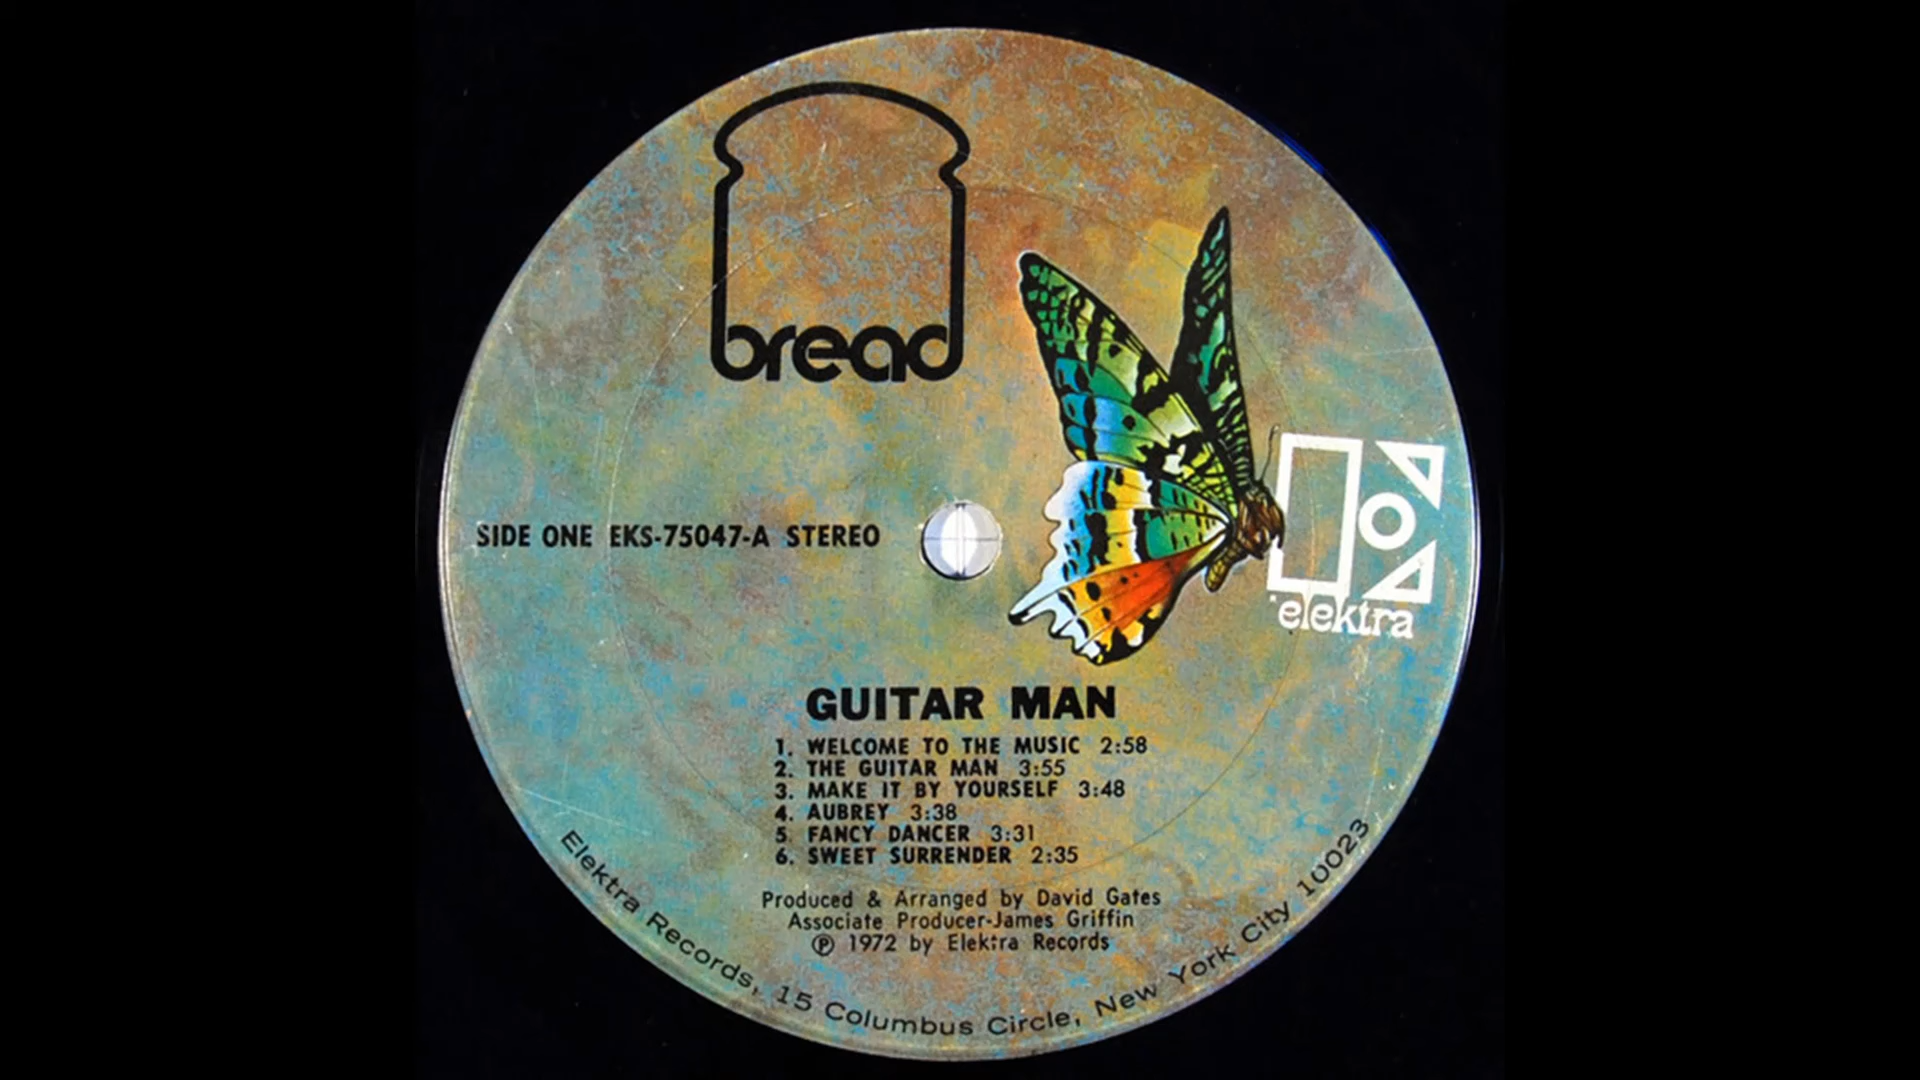 bread
SIDE ONE EKS-75047-A STEREO
elektra
GUITAR MAN
1. WELCOME TO THE MUSIC 2:58
2. THE GUITAR MAN 3:55
3. MAKE IT BY YOURSELF 3:48
4. AUBREY 3:38
5. FANCY DANCER 3:31
6. SWEET SURRENDER 2:35
Produced & Arranged by David Gates
Associate Producer-James Griffin
℗ 1972 by Elektra Records
Elektra Records, 15 Columbus Circle, New York City 10023